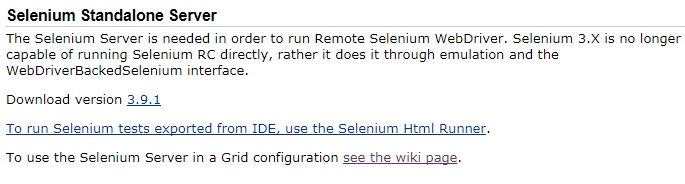 Selenium Standalone Server
The Selenium Server is needed in order to run Remote Selenium WebDriver. Selenium 3.X is no longer
capable of running Selenium RC directly, rather it does it through emulation and the
WebDriverBackedSelenium interface.
Download version 3.9.1
To run Selenium tests exported from IDE, use the Selenium Html Runner.
To use the Selenium Server in a Grid configuration see the wiki page.